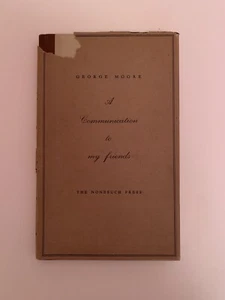 GEORGE MOORE
A
Communication
to
my friends
THE NONESUCH PRESS